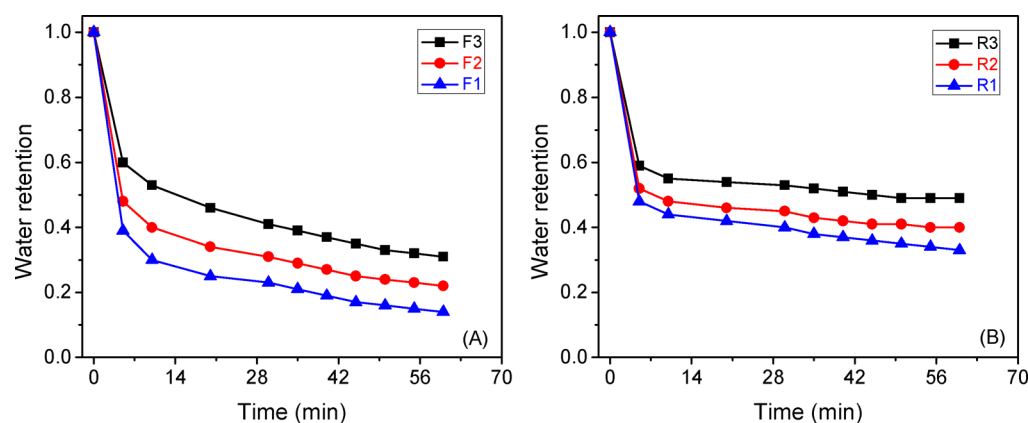 1.0
0.8
0.6
0.4
0.2
0.0
Water retention
0 14 28 42 56 70
Time (min)
F3
F2
F1
(A)
1.0
0.8
0.6
0.4
0.2
0.0
Water retention
0 14 28 42 56 70
Time (min)
R3
R2
R1
(B)